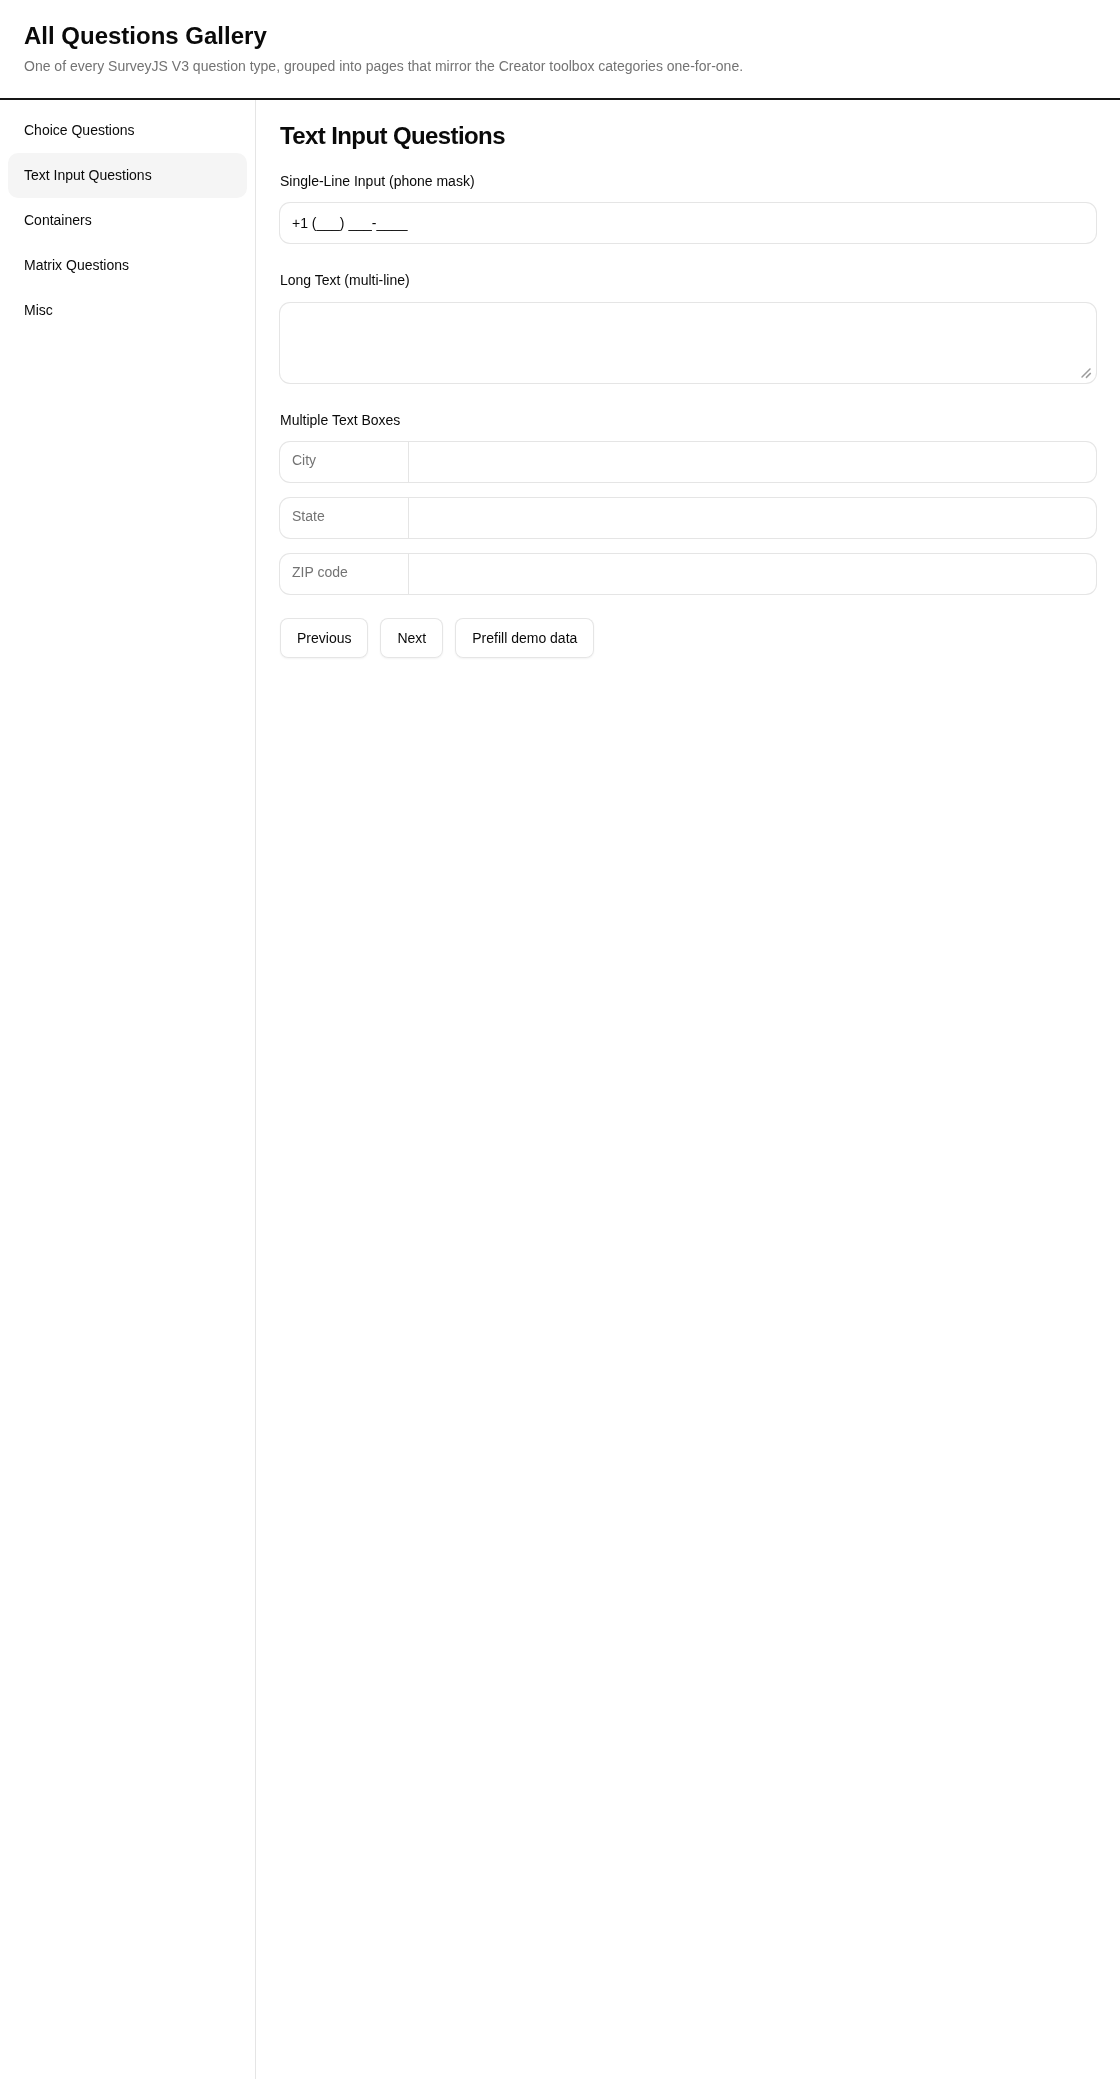 All Questions Gallery
One of every SurveyJS V3 question type, grouped into pages that mirror the Creator toolbox categories one-for-one.
Choice Questions
Text Input Questions
Containers
Matrix Questions
Misc
Text Input Questions
Single-Line Input (phone mask)
+1 (___) ___-____
Long Text (multi-line)
Multiple Text Boxes
City
State
ZIP code
Previous
Next
Prefill demo data